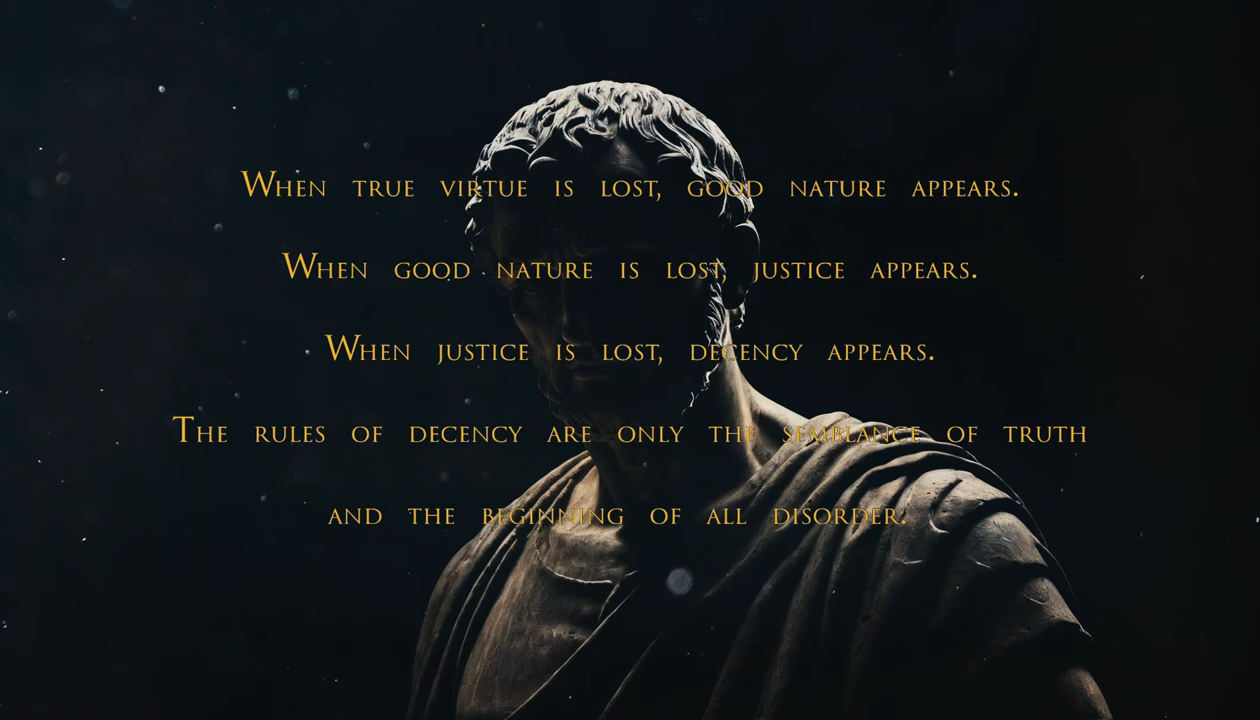 When true virtue is lost, good nature appears.
When good nature is lost, justice appears.
When justice is lost, decency appears.
The rules of decency are only the semblance of truth
and the beginning of all disorder.